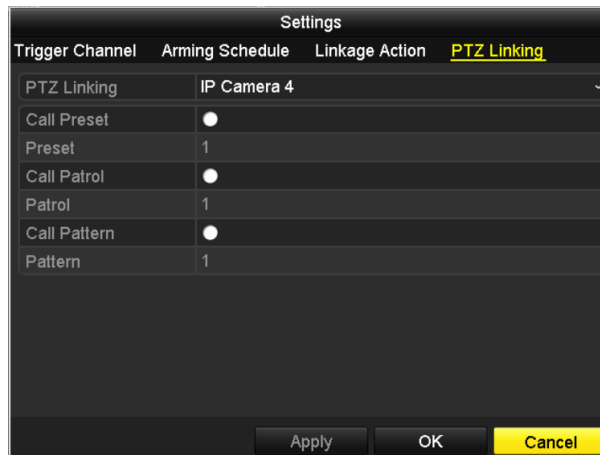 Settings
Trigger Channel Arming Schedule Linkage Action PTZ Linking
PTZ Linking IP Camera 4
Call Preset
Preset 1
Call Patrol
Patrol 1
Call Pattern
Pattern 1
Apply OK Cancel